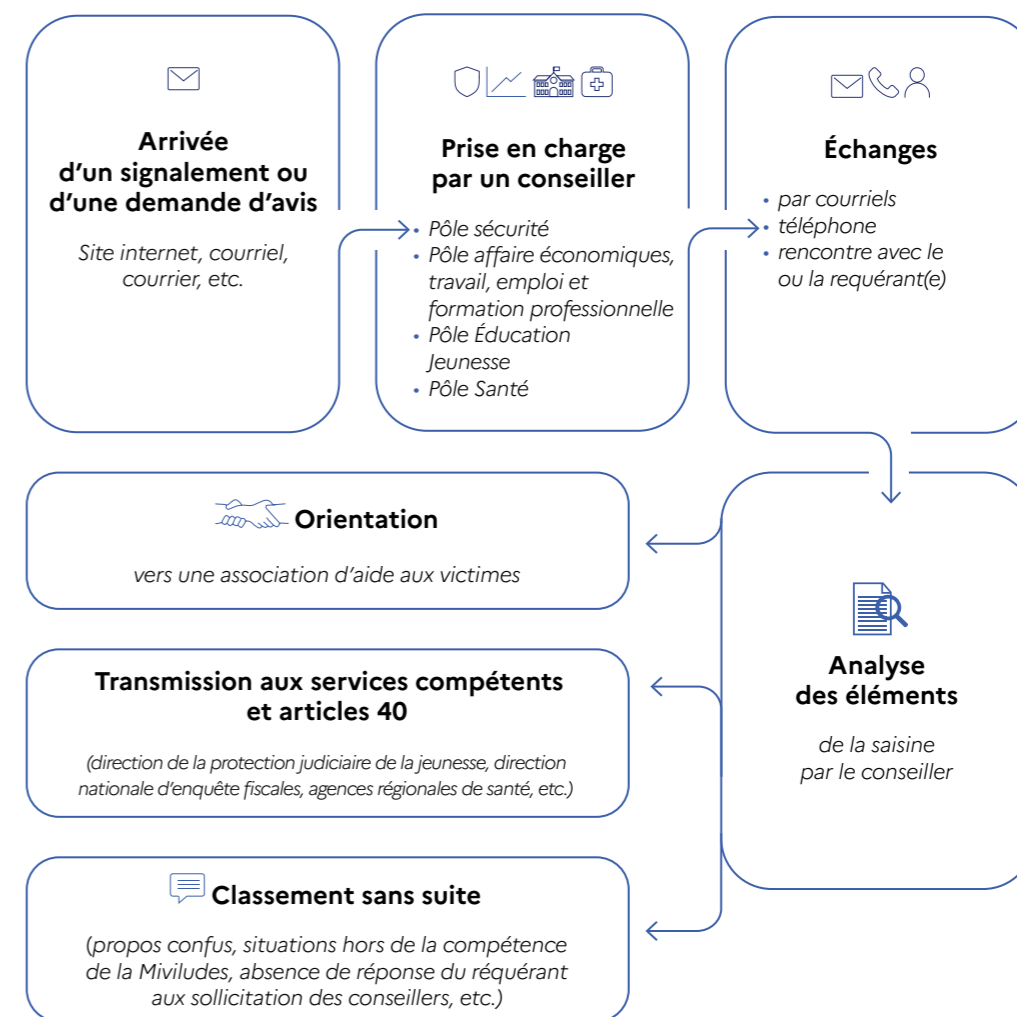 Arrivée
d'un signalement ou
d'une demande d'avis
Site internet, courriel,
courrier, etc.
Prise en charge
par un conseiller
• Pôle sécurité
• Pôle affaire économiques,
travail, emploi et
formation professionnelle
• Pôle Éducation
Jeunesse
• Pôle Santé
Échanges
• par courriels
• téléphone
• rencontre avec le
ou la requérant(e)
Analyse
des éléments
de la saisine
par le conseiller
Orientation
vers une association d'aide aux victimes
Transmission aux services compétents
et articles 40
(direction de la protection judiciaire de la jeunesse, direction
nationale d'enquête fiscales, agences régionales de santé, etc.)
Classement sans suite
(propos confus, situations hors de la compétence
de la Miviludes, absence de réponse du réquérant
aux sollicitation des conseillers, etc.)